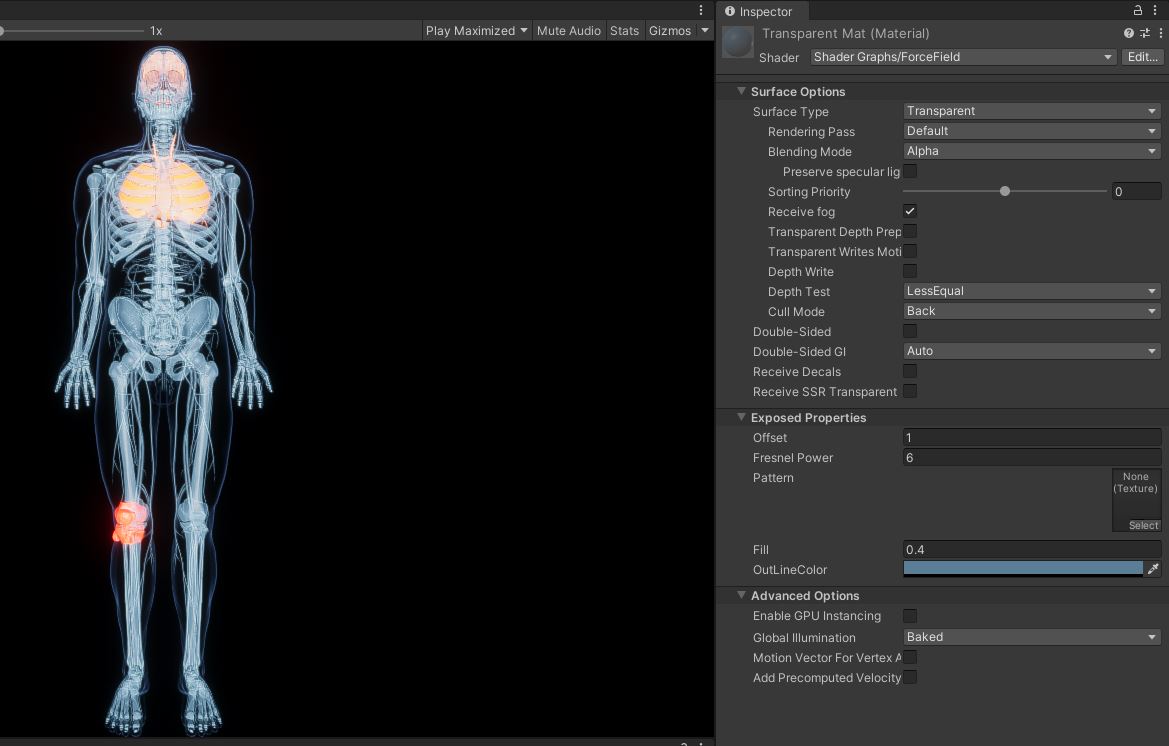 Inspector
1x
Play Maximized
Mute Audio
Stats
Gizmos
Transparent Mat (Material)
Shader
Shader Graphs/ForceField
Edit...
Surface Options
Surface Type
Transparent
Rendering Pass
Default
Blending Mode
Alpha
Preserve specular lig
Sorting Priority
0
Receive fog
Transparent Depth Prep
Transparent Writes Moti
Depth Write
Depth Test
LessEqual
Cull Mode
Back
Double-Sided
Double-Sided GI
Auto
Receive Decals
Receive SSR Transparent
Exposed Properties
Offset
1
Fresnel Power
6
Pattern
None
(Texture)
Select
Fill
0.4
OutLineColor
Advanced Options
Enable GPU Instancing
Global Illumination
Baked
Motion Vector For Vertex A
Add Precomputed Velocity